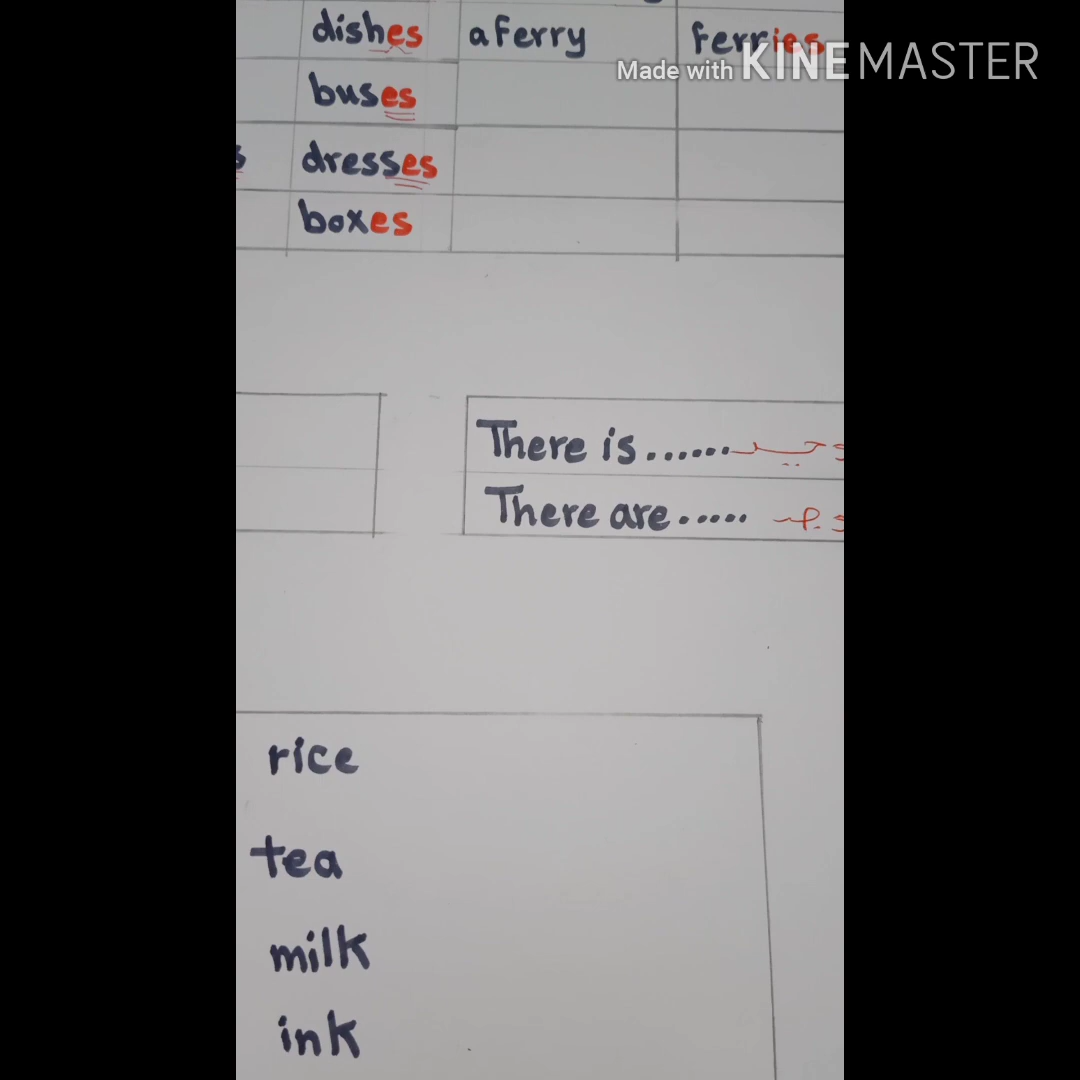 dishes a ferry ferries
Made with KINEMASTER
buses
dresses
boxes
There is ......
There are .....
rice
tea
milk
ink